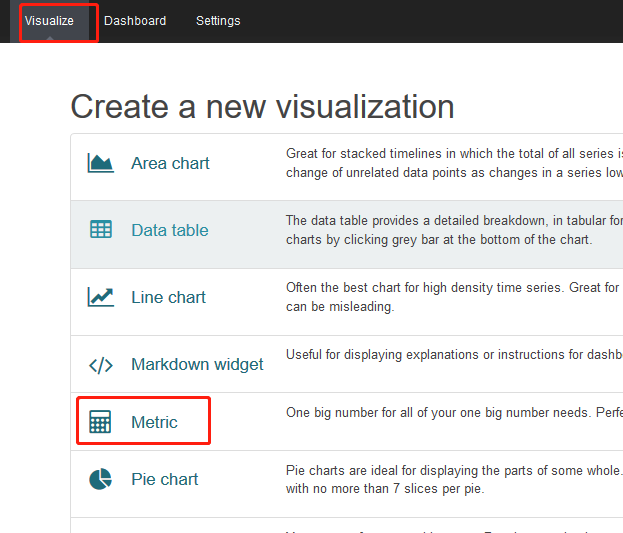 Visualize Dashboard Settings
Create a new visualization
Area chart
Great for stacked timelines in which the total of all series is
change of unrelated data points as changes in a series low
Data table
The data table provides a detailed breakdown, in tabular for
charts by clicking grey bar at the bottom of the chart.
Line chart
Often the best chart for high density time series. Great for
can be misleading.
Markdown widget
Useful for displaying explanations or instructions for dashb
Metric
One big number for all of your one big number needs. Perfe
Pie chart
Pie charts are ideal for displaying the parts of some whole.
with no more than 7 slices per pie.